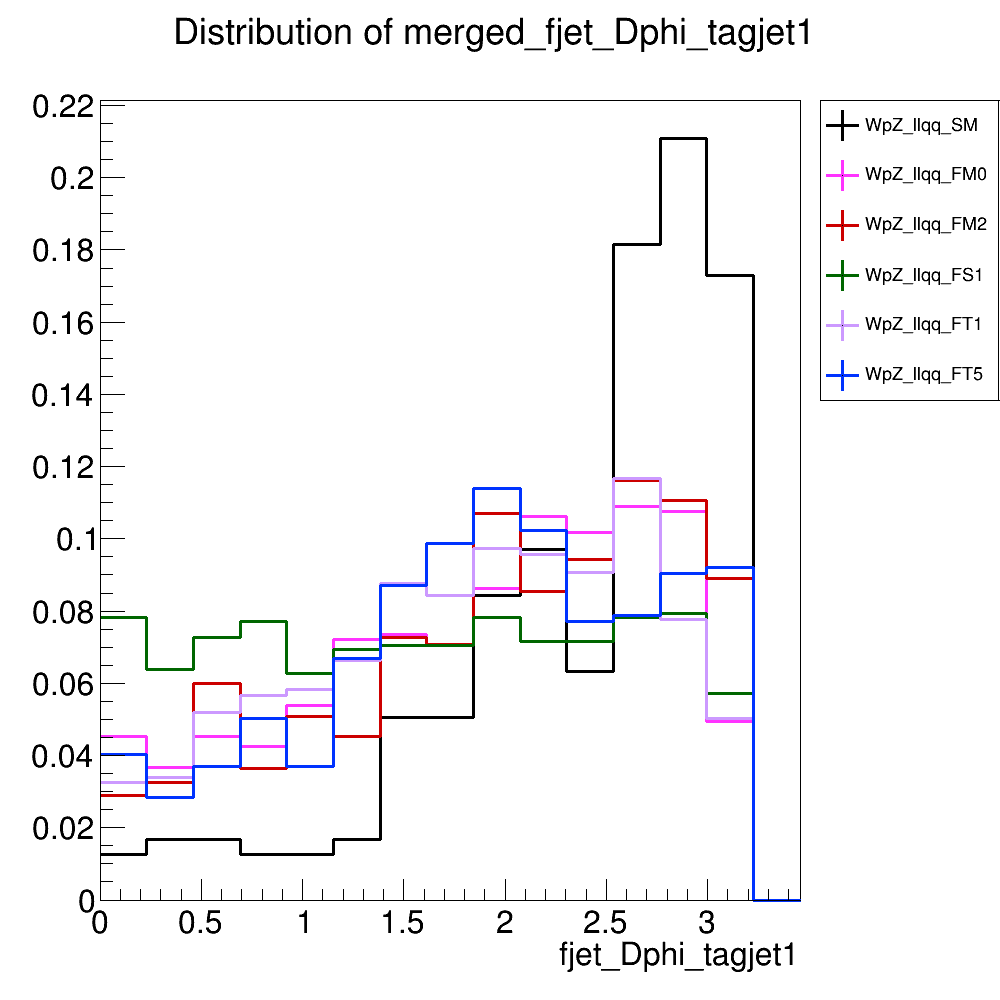 Distribution of merged_fjet_Dphi_tagjet1
0.22
0.2
0.18
0.16
0.14
0.12
0.1
0.08
0.06
0.04
0.02
0
0 0.5 1 1.5 2 2.5 3
fjet_Dphi_tagjet1
WpZ_llqq_SM
WpZ_llqq_FM0
WpZ_llqq_FM2
WpZ_llqq_FS1
WpZ_llqq_FT1
WpZ_llqq_FT5